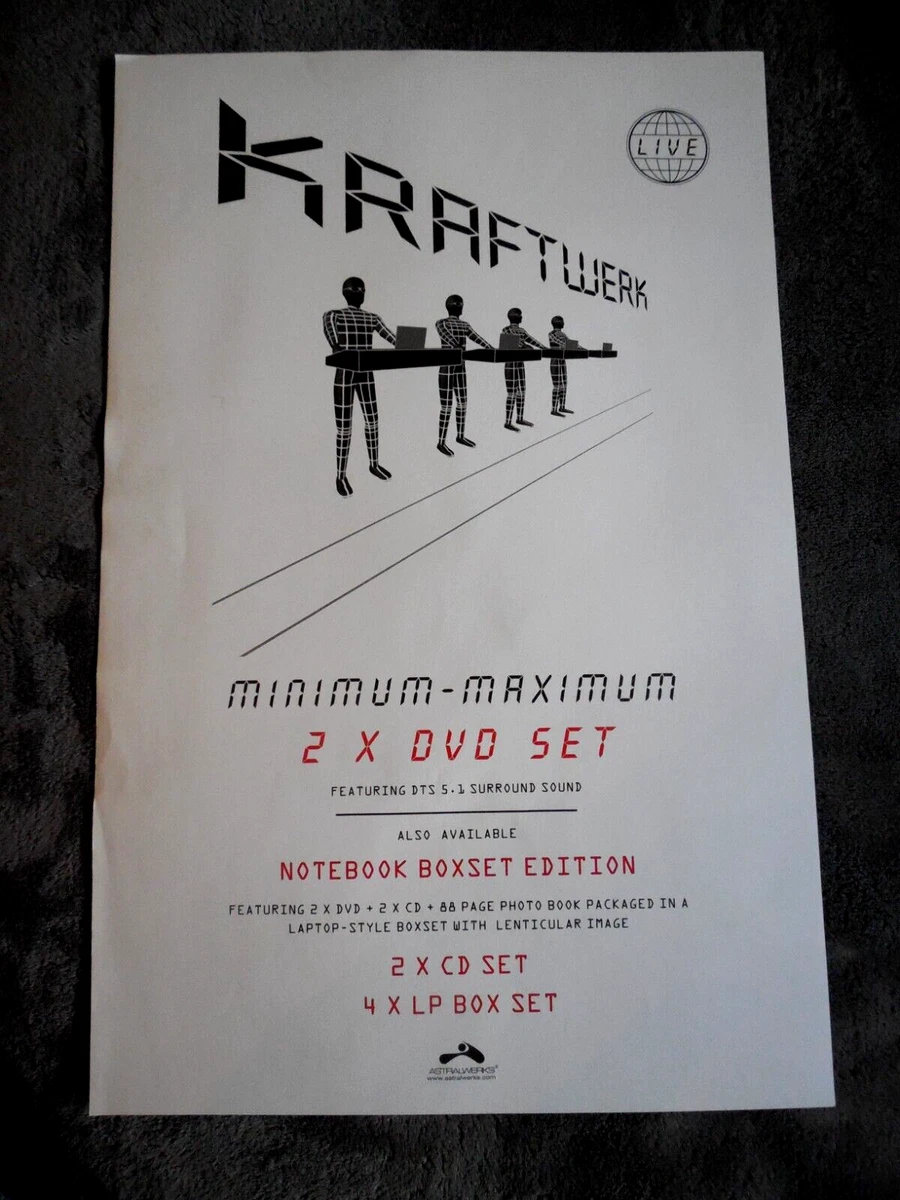 KRAFTWERK
LIVE
MINIMUM-MAXIMUM
2 X DVD SET
FEATURING DTS 5.1 SURROUND SOUND
ALSO AVAILABLE
NOTEBOOK BOXSET EDITION
FEATURING 2 X DVD + 2 X CD + 88 PAGE PHOTO BOOK PACKAGED IN A
LAPTOP-STYLE BOXSET WITH LENTICULAR IMAGE
2 X CD SET
4 X LP BOX SET
ASTRALWERKS®
www.astralwerks.com